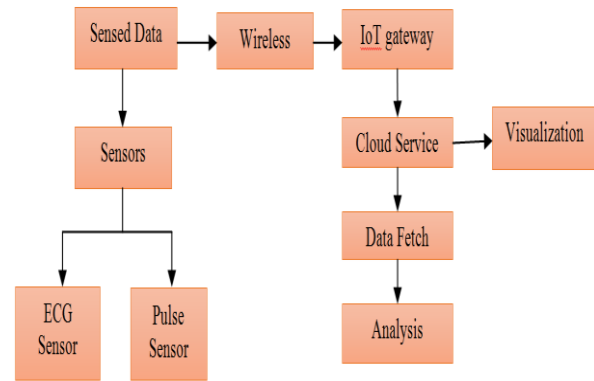 Sensed Data
Wireless
IoT gateway
Sensors
Cloud Service
Visualization
Data Fetch
ECG
Sensor
Pulse
Sensor
Analysis